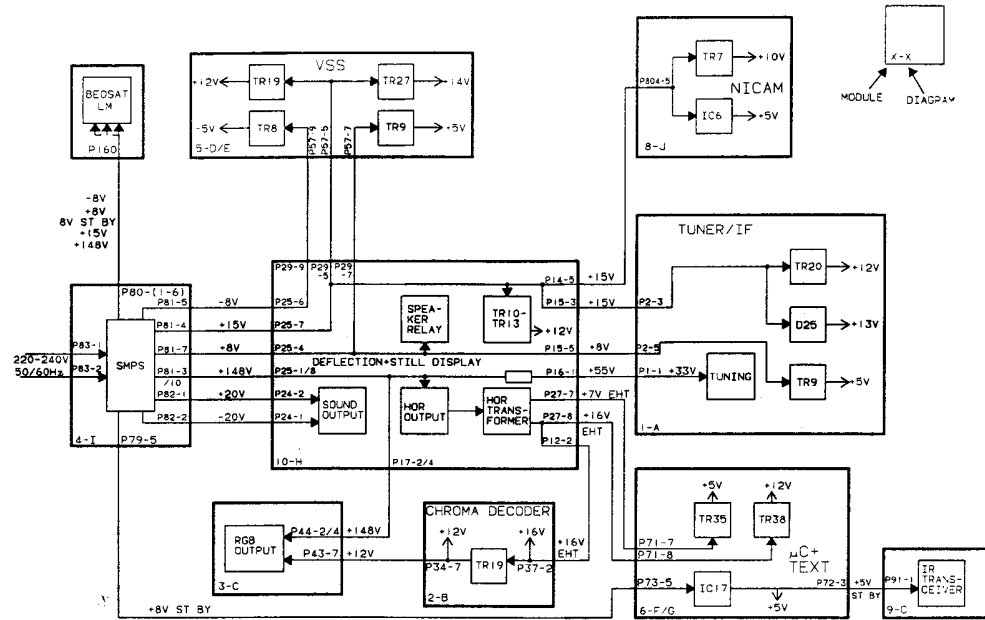 VSS
+12V
TR19
TR27
+14V
-5V
TR8
TR9
+5V
5-D/E
P57-9
P57-6
P57-7
BEOSAT
LM
P160
-8V
+8V
8V ST BY
+15V
+148V
TR7
+10V
P804-5
NICAM
IC6
+5V
8-J
X-X
MODULE
DIAGRAM
TUNER/IF
TR20
+12V
P2-3
D25
+13V
P2-5
P1-1
+33V
TUNING
TR9
+5V
1-A
P80-(1-6)
P81-5
P81-4
P83-1
220-240V
50/60Hz
P83-2
SMPS
P81-7
P81-3
/10
P82-1
P82-2
4-I
P79-5
-8V
+15V
+8V
+148V
+20V
-20V
P29-9
P29
-5
P29
-7
P25-6
P25-7
P25-4
P25-1/8
P24-2
P24-1
SPEA-
KER
RELAY
TR10-
TR13
+12V
P14-5
+15V
P15-3
+15V
P15-5
+8V
DEFLECTION+STILL DISPLAY
P16-1
+55V
SOUND
OUTPUT
HOR
OUTPUT
HOR
TRANS-
FORMER
P27-7
+7V EHT
P27-8
+16V
EHT
P12-2
10-H
P17-2/4
RGB
OUTPUT
P44-2/4
+148V
P43-7
+12V
3-C
CHROMA DECODER
+12V
+16V
TR19
P34-7
P37-2
+16V
EHT
2-B
+5V
+12V
TR35
TR38
P71-7
P71-8
µC+
TEXT
P73-5
IC17
P72-3
+5V
6-F/G
+5V
ST BY
P91-1
IR
TRANS-
CEIVER
9-C
+8V ST BY